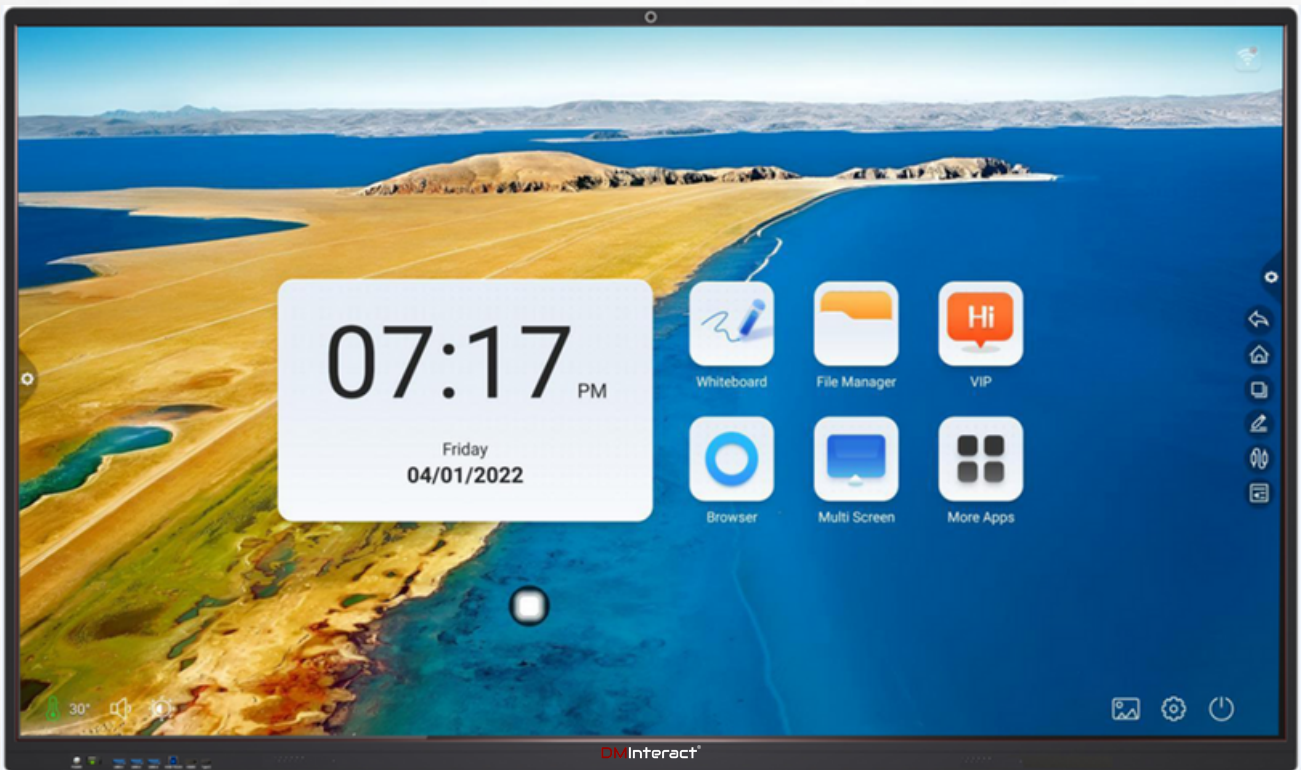 07:17 PM
Friday
04/01/2022
Whiteboard
File Manager
Hi
VIP
Browser
Multi Screen
More Apps
30°
DMInteract®